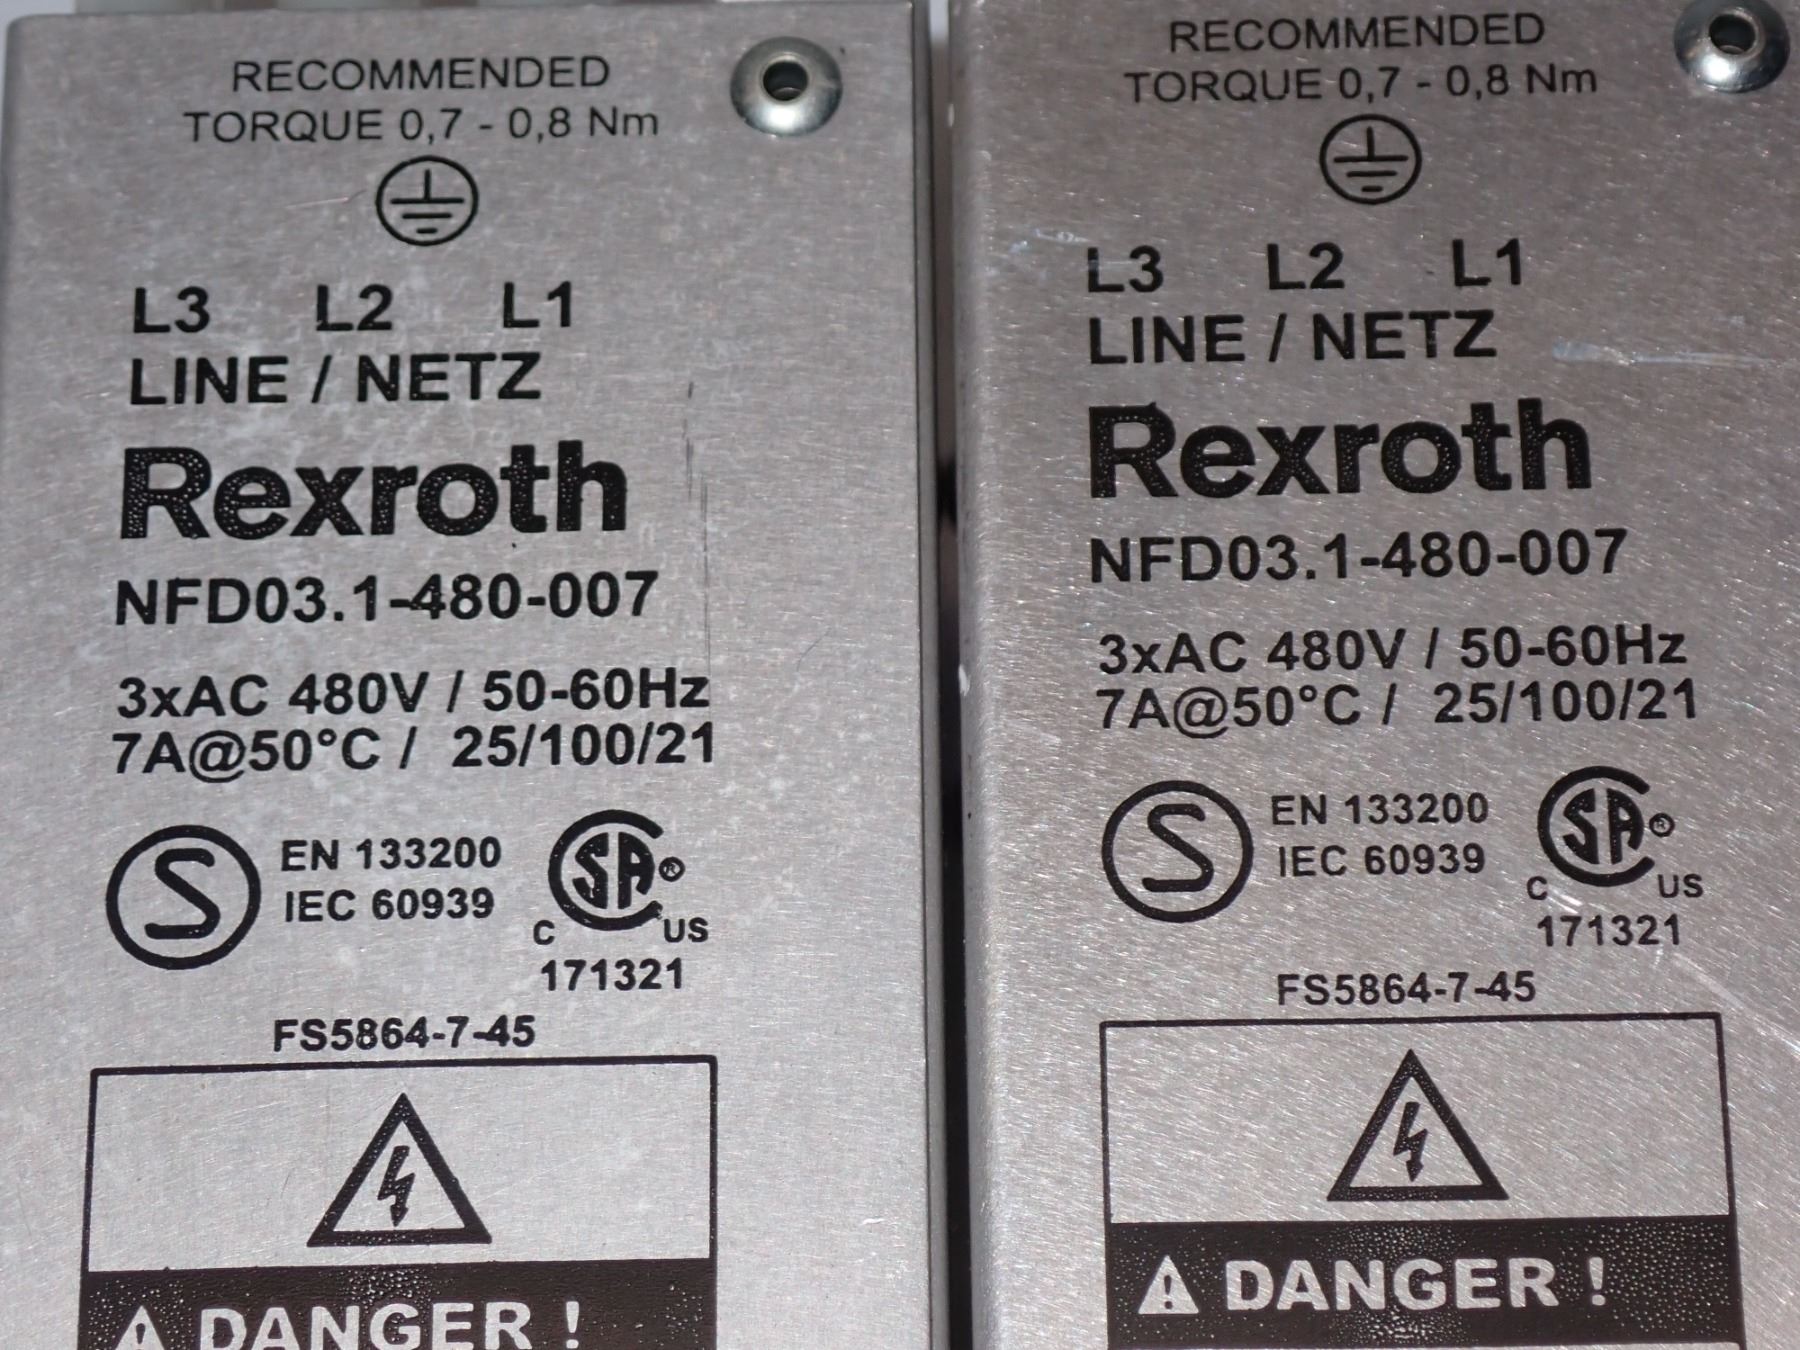 RECOMMENDED
TORQUE 0,7 - 0,8 Nm
L3 L2 L1
LINE / NETZ
Rexroth
NFD03.1-480-007
3xAC 480V / 50-60Hz
7A@50°C / 25/100/21
S EN 133200
IEC 60939
SA®
C US
171321
FS5864-7-45
DANGER !
RECOMMENDED
TORQUE 0,7 - 0,8 Nm
L3 L2 L1
LINE / NETZ
Rexroth
NFD03.1-480-007
3xAC 480V / 50-60Hz
7A@50°C / 25/100/21
S EN 133200
IEC 60939
SA®
C US
171321
FS5864-7-45
DANGER !